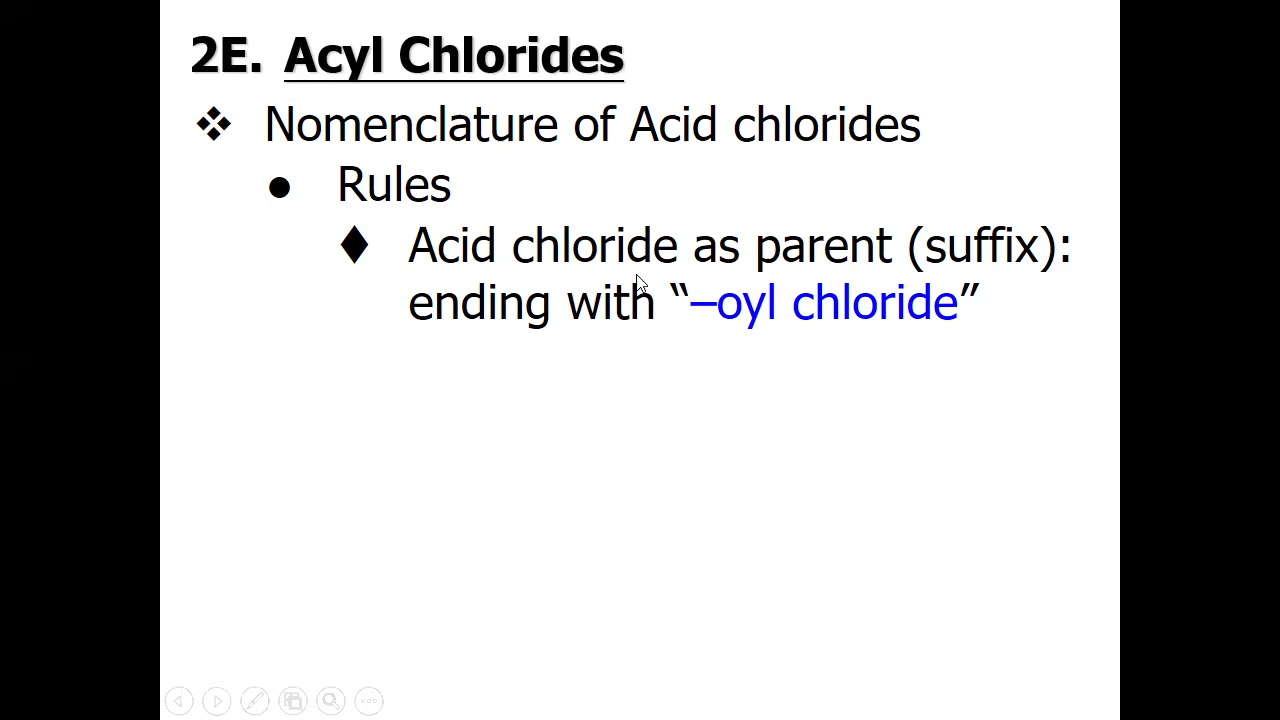 2E. Acyl Chlorides
❖ Nomenclature of Acid chlorides
● Rules
♦ Acid chloride as parent (suffix):
ending with “–oyl chloride”